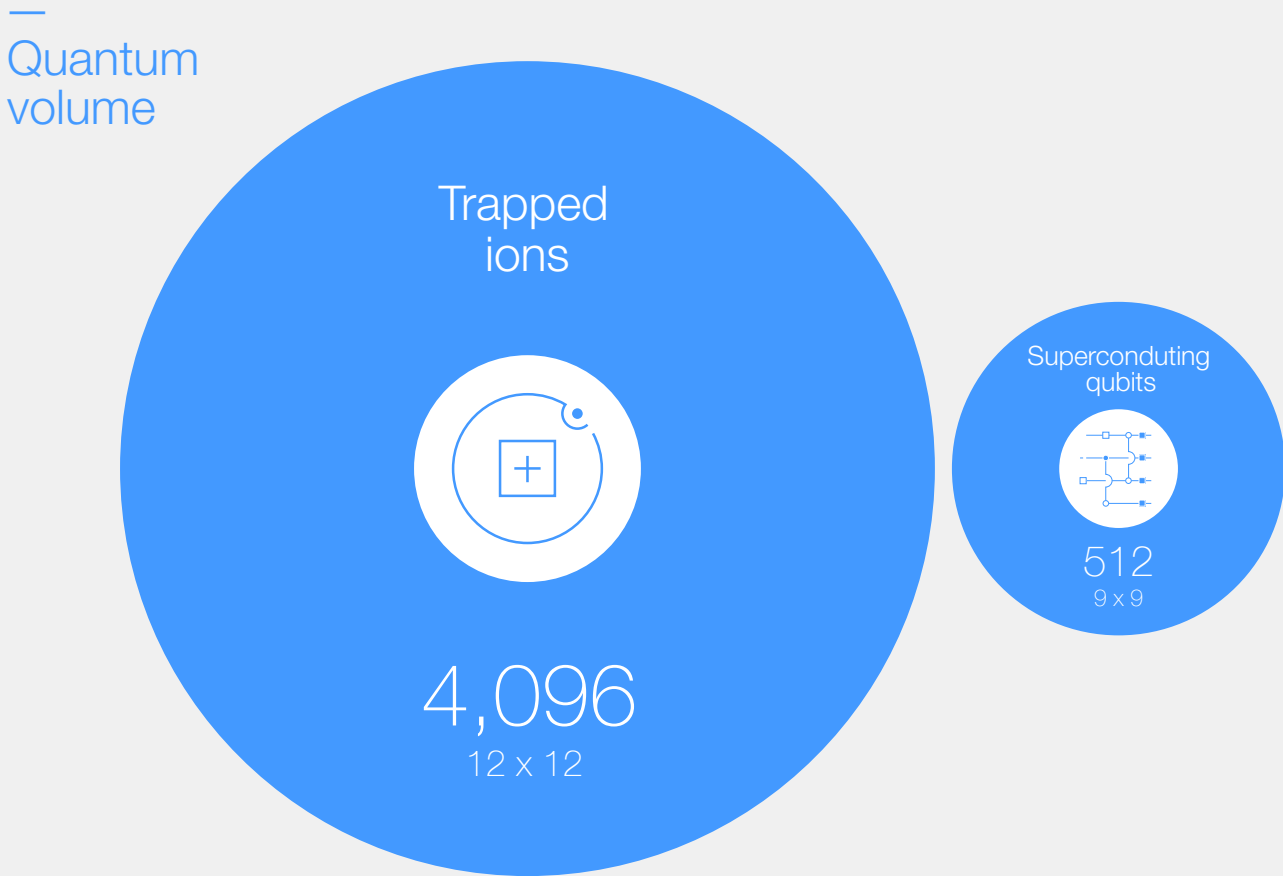 Quantum
volume
Trapped
ions
4,096
12 x 12
Superconduting
qubits
512
9 x 9